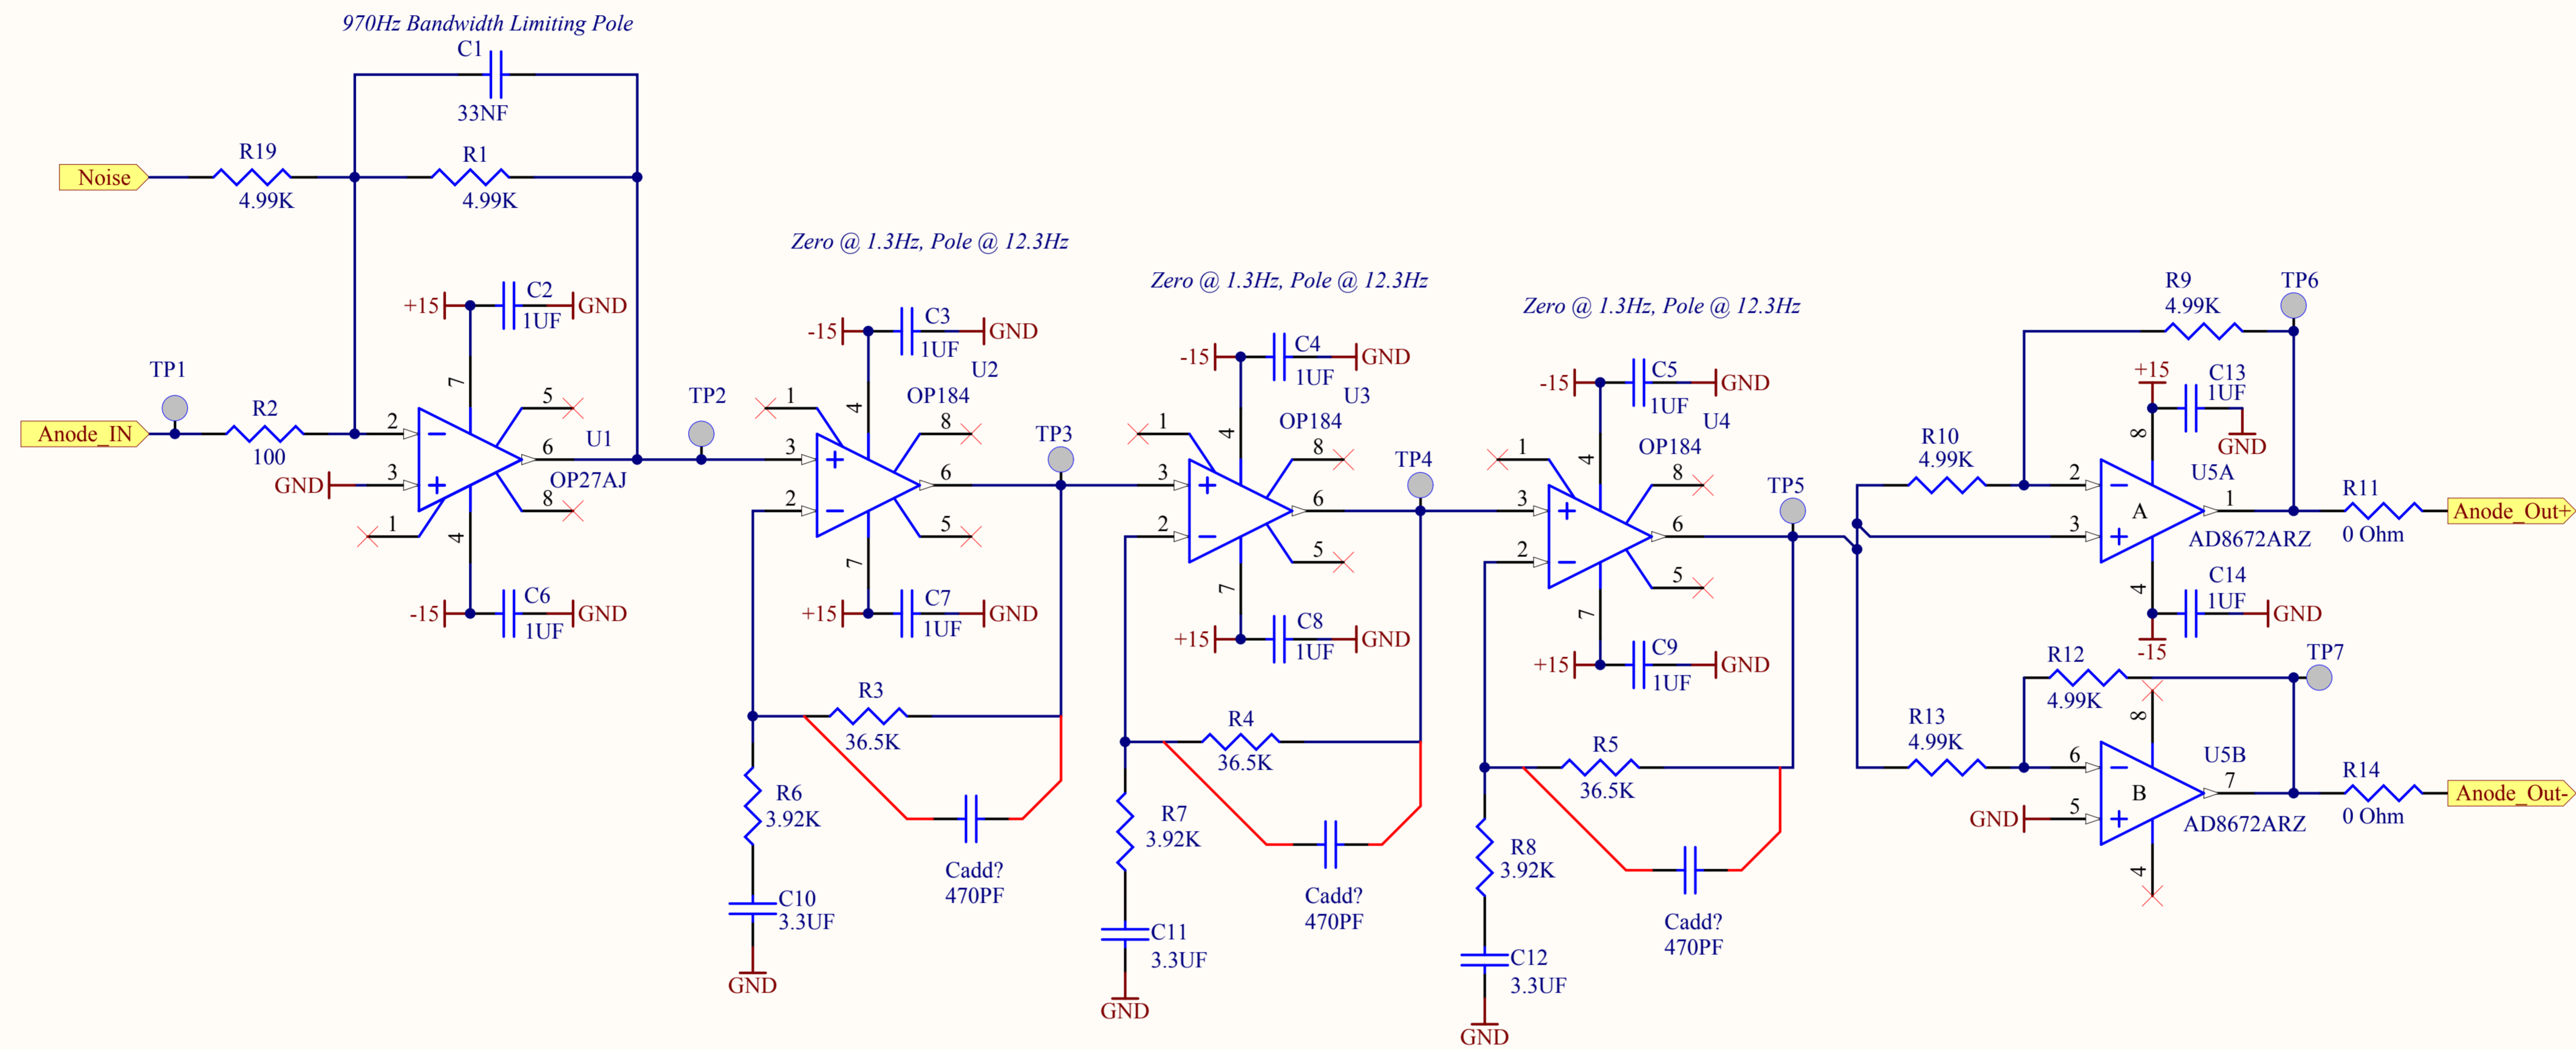 970Hz Bandwidth Limiting Pole
C1
33NF
Noise
R19
4.99K
R1
4.99K
+15
C2
1UF
GND
7
TP1
Anode_IN
R2
100
2
GND
3
1
4
5
6
8
U1
OP27AJ
-15
C6
1UF
GND
TP2
Zero @ 1.3Hz, Pole @ 12.3Hz
-15
C3
1UF
GND
U2
OP184
1
4
8
3
2
6
5
7
TP3
+15
C7
1UF
GND
R3
36.5K
R6
3.92K
Cadd?
470PF
C10
3.3UF
GND
Zero @ 1.3Hz, Pole @ 12.3Hz
-15
C4
1UF
GND
U3
OP184
1
4
8
3
2
6
5
7
TP4
+15
C8
1UF
GND
R4
36.5K
R7
3.92K
Cadd?
470PF
C11
3.3UF
GND
Zero @ 1.3Hz, Pole @ 12.3Hz
-15
C5
1UF
GND
U4
OP184
1
4
8
3
2
6
5
7
TP5
+15
C9
1UF
GND
R5
36.5K
R8
3.92K
Cadd?
470PF
C12
3.3UF
GND
R9
4.99K
TP6
+15
C13
1UF
GND
8
R10
4.99K
2
3
A
1
U5A
AD8672ARZ
R11
0 Ohm
Anode_Out+
4
C14
1UF
GND
-15
R12
4.99K
TP7
8
R13
4.99K
6
GND
5
B
7
U5B
AD8672ARZ
4
R14
0 Ohm
Anode_Out-